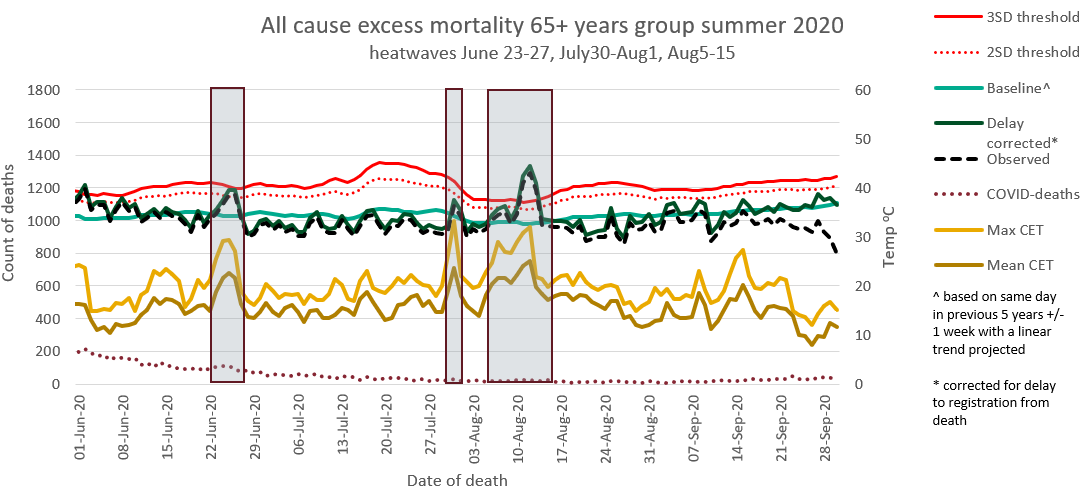 All cause excess mortality 65+ years group summer 2020
heatwaves June 23-27, July30-Aug1, Aug5-15
3SD threshold
2SD threshold
Baseline^
Delay
corrected*
Observed
COVID-deaths
Max CET
Mean CET
^ based on same day
in previous 5 years +/-
1 week with a linear
trend projected
* corrected for delay
to registration from
death
Count of deaths
1800
1600
1400
1200
1000
800
600
400
200
0
60
50
40
30
20
10
0
Temp ºC
01-Jun-20
08-Jun-20
15-Jun-20
22-Jun-20
29-Jun-20
06-Jul-20
13-Jul-20
20-Jul-20
27-Jul-20
03-Aug-20
10-Aug-20
17-Aug-20
24-Aug-20
31-Aug-20
07-Sep-20
14-Sep-20
21-Sep-20
28-Sep-20
Date of death